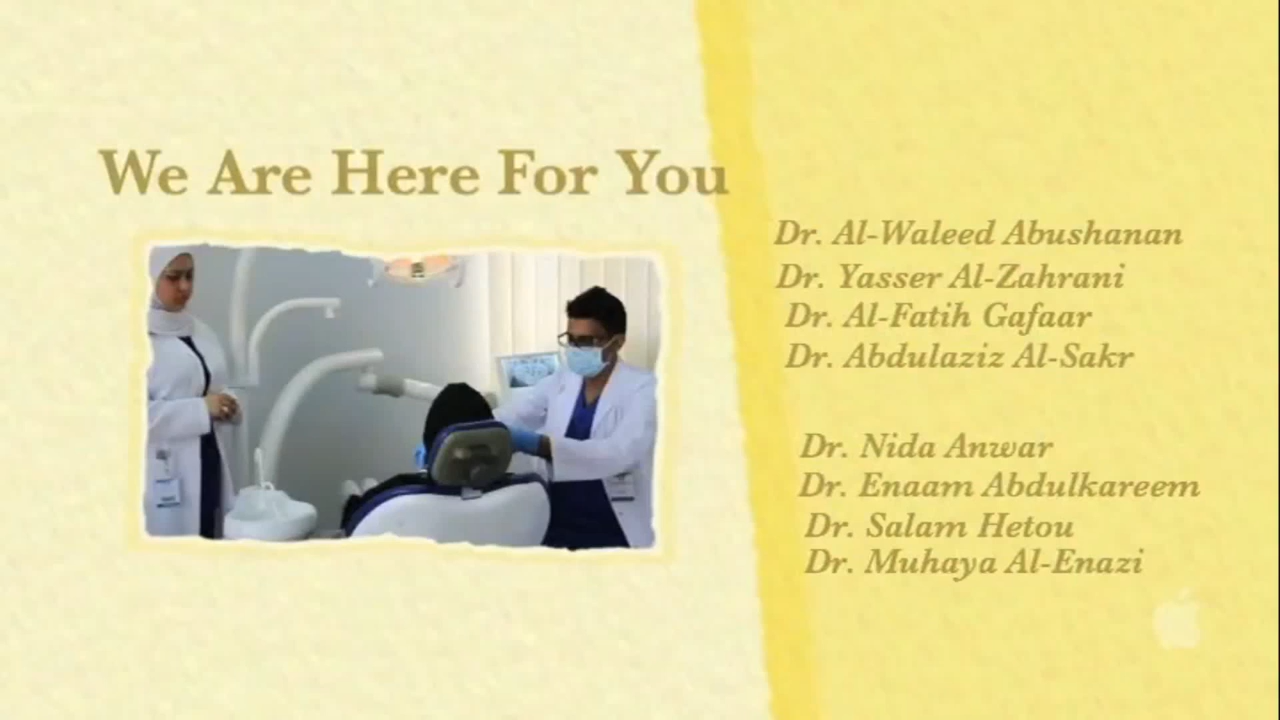 We Are Here For You
Dr. Al-Waleed Abushanan
Dr. Yasser Al-Zahrani
Dr. Al-Fatih Gafaar
Dr. Abdulaziz Al-Sakr
Dr. Nida Anwar
Dr. Enaam Abdulkareem
Dr. Salam Hetou
Dr. Muhaya Al-Enazi